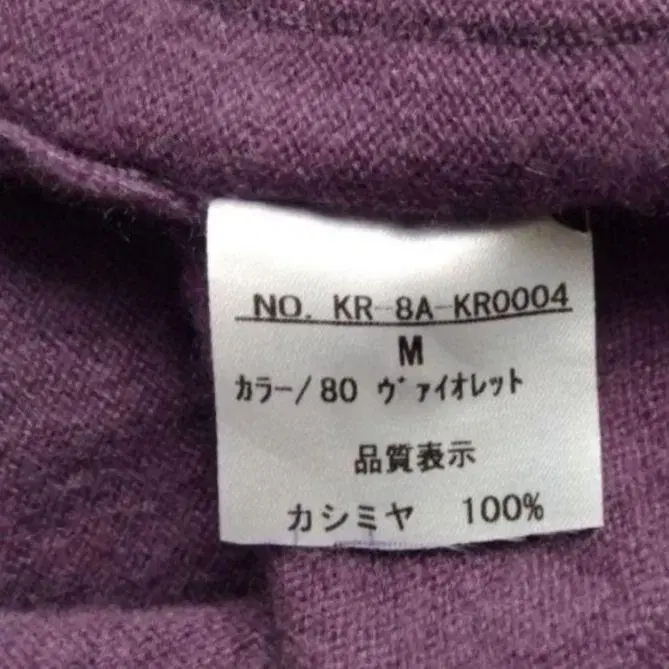 NO. KR-8A-KR0004
M
カラー/80 ヴァイオレット
品質表示
カシミヤ 100%